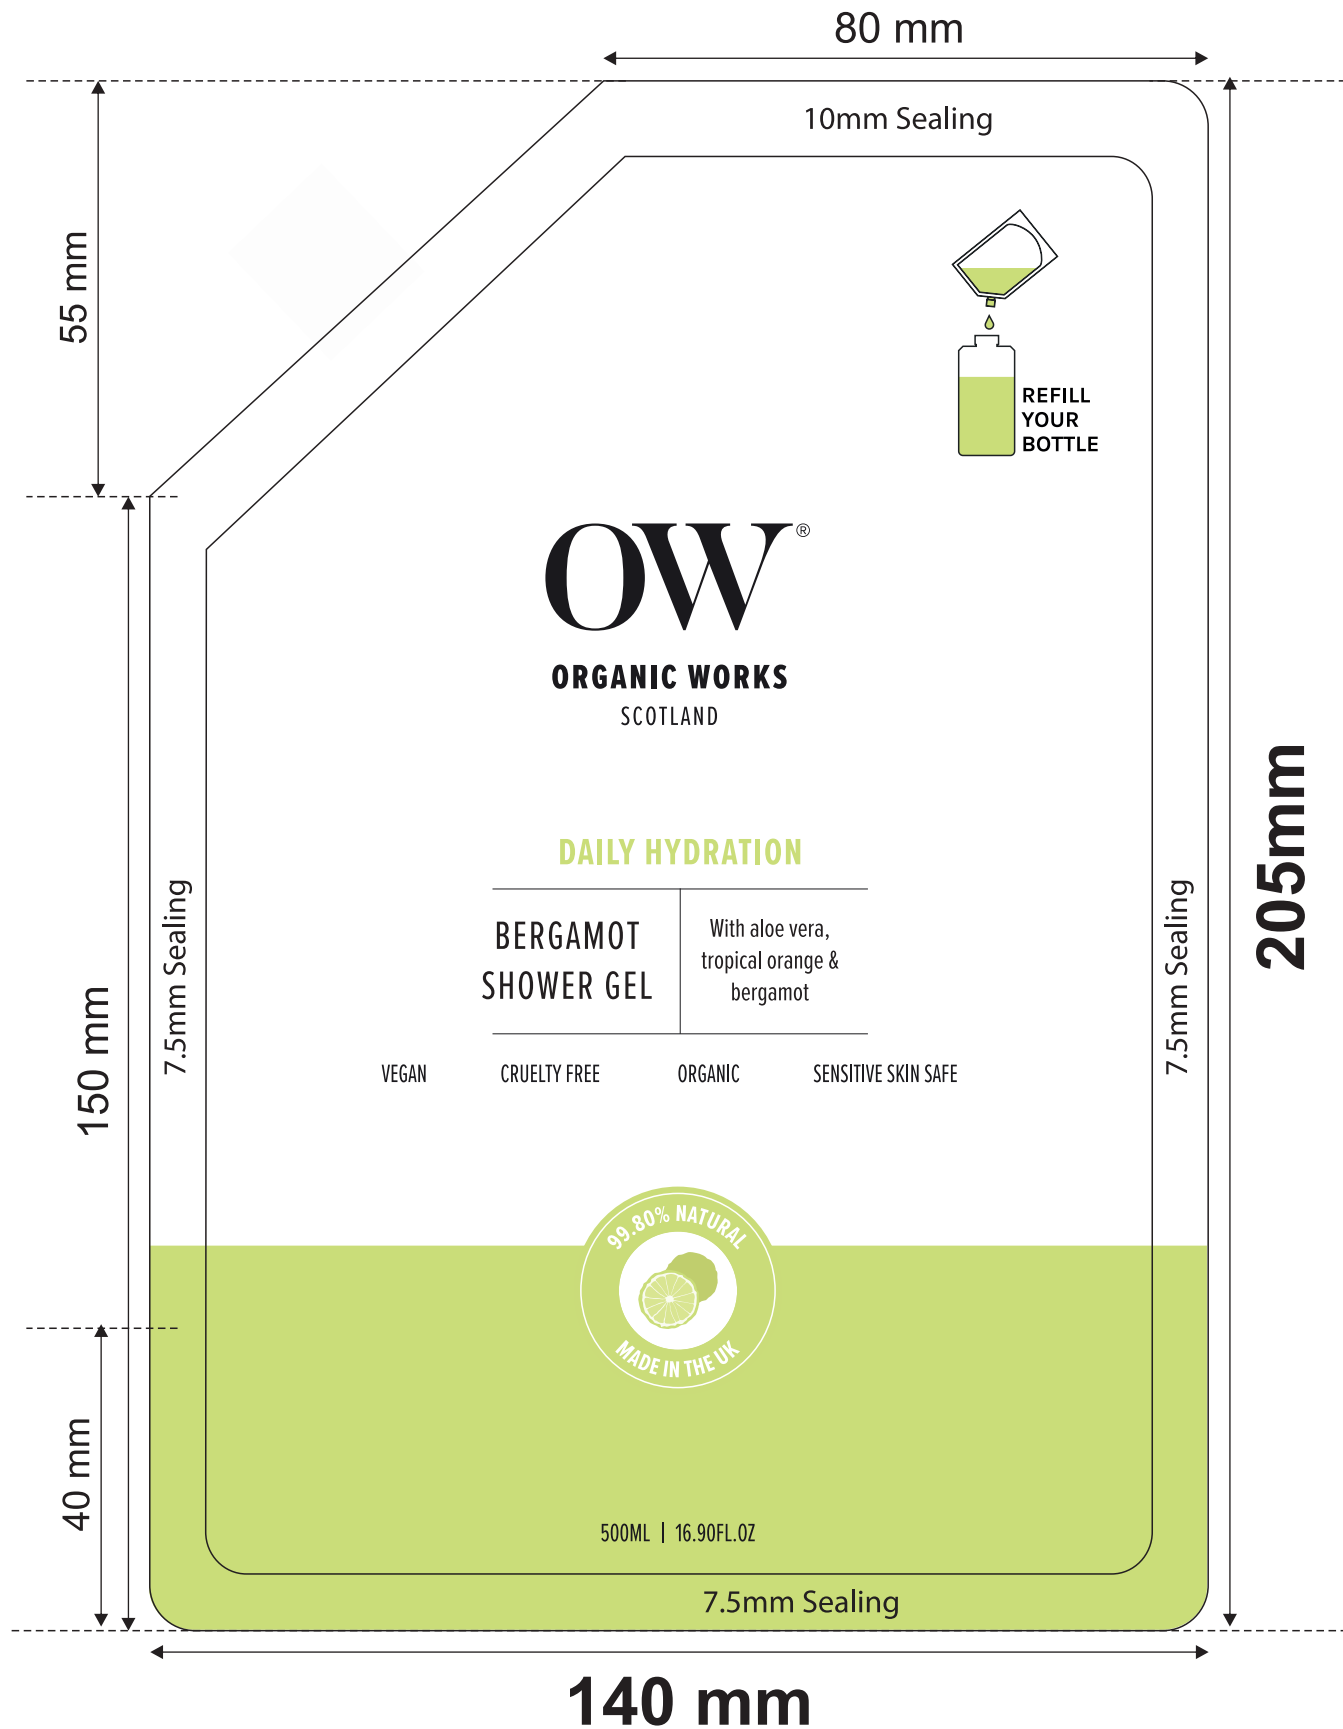 80 mm
10mm Sealing
55 mm
REFILL
YOUR
BOTTLE
OW®
ORGANIC WORKS
SCOTLAND
205mm
DAILY HYDRATION
BERGAMOT
SHOWER GEL
With aloe vera,
tropical orange &
bergamot
7.5mm Sealing
7.5mm Sealing
150 mm
VEGAN
CRUELTY FREE
ORGANIC
SENSITIVE SKIN SAFE
99.80% NATURAL
MADE IN THE UK
40 mm
500ML | 16.90FL.OZ
7.5mm Sealing
140 mm